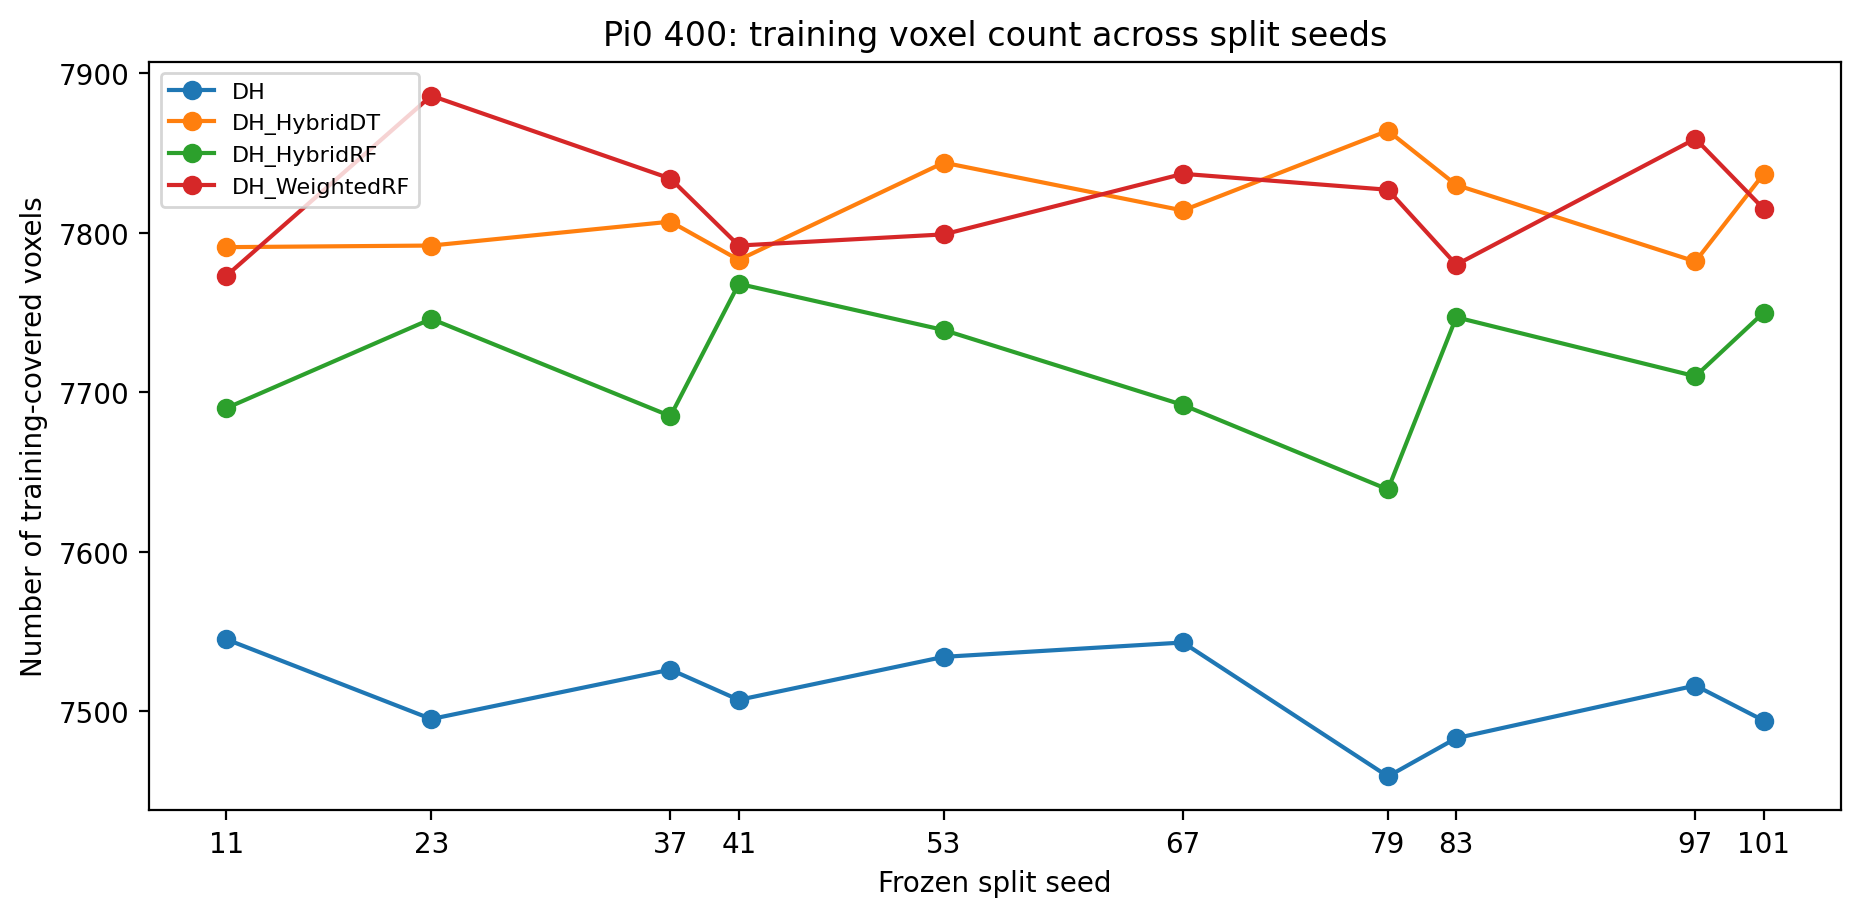 Pi0 400: training voxel count across split seeds
7900
7800
7700
7600
7500
Number of training-covered voxels
DH
DH_HybridDT
DH_HybridRF
DH_WeightedRF
11 23 37 41 53 67 79 83 97 101
Frozen split seed